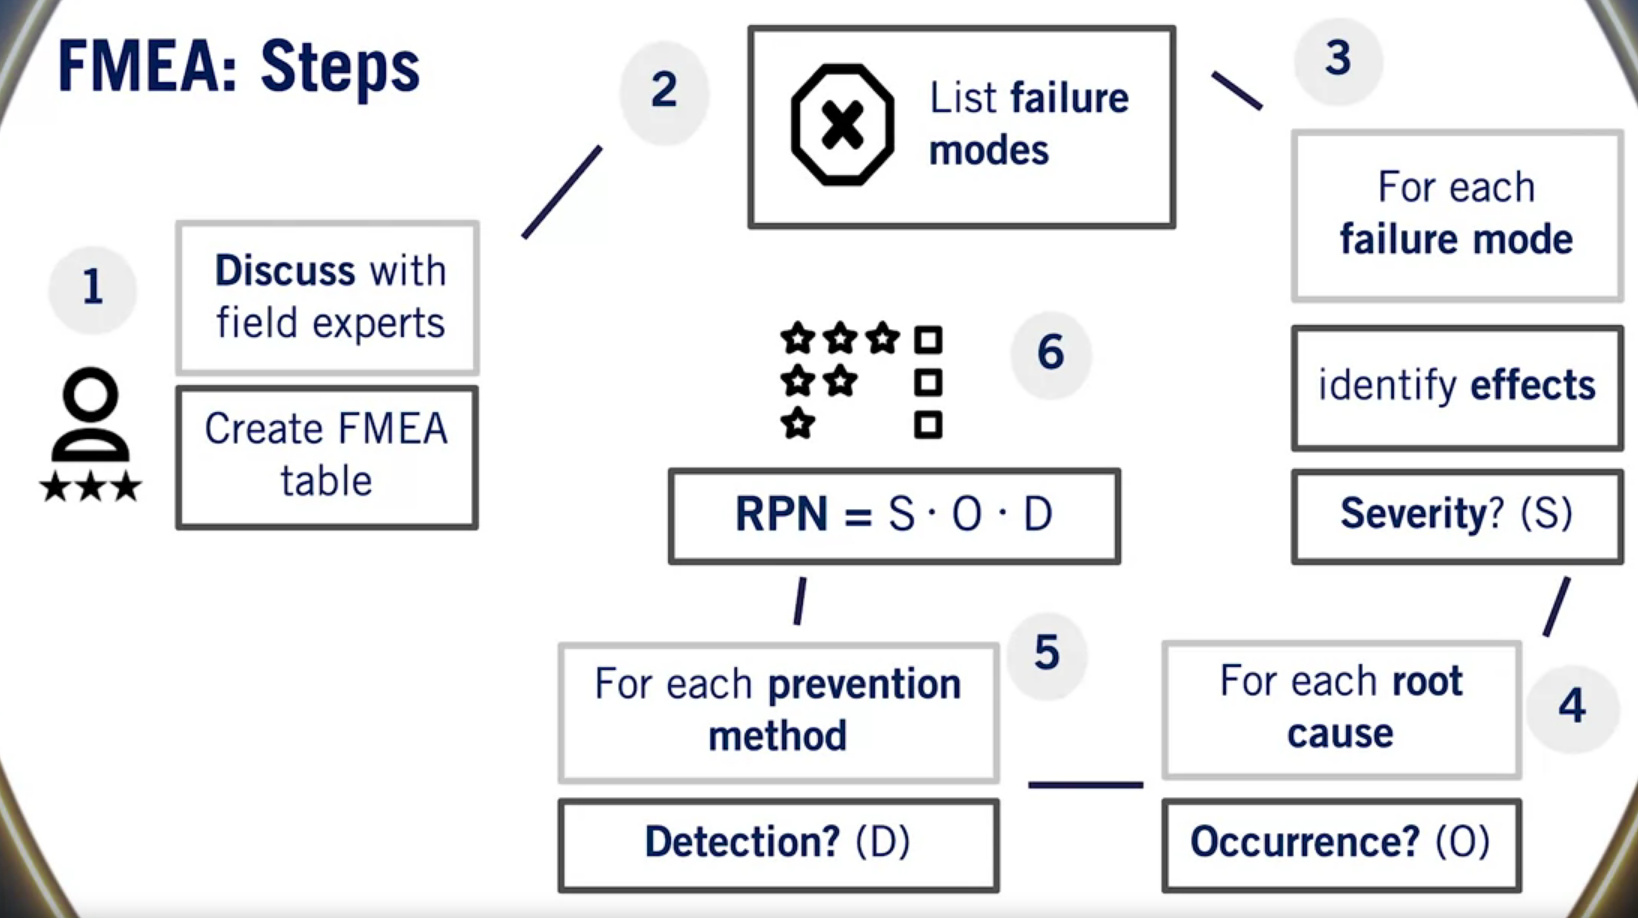 FMEA: Steps
1
Discuss with
field experts
Create FMEA
table
2
List failure
modes
3
For each
failure mode
identify effects
Severity? (S)
4
For each root
cause
Occurrence? (O)
5
For each prevention
method
Detection? (D)
6
RPN = S · O · D